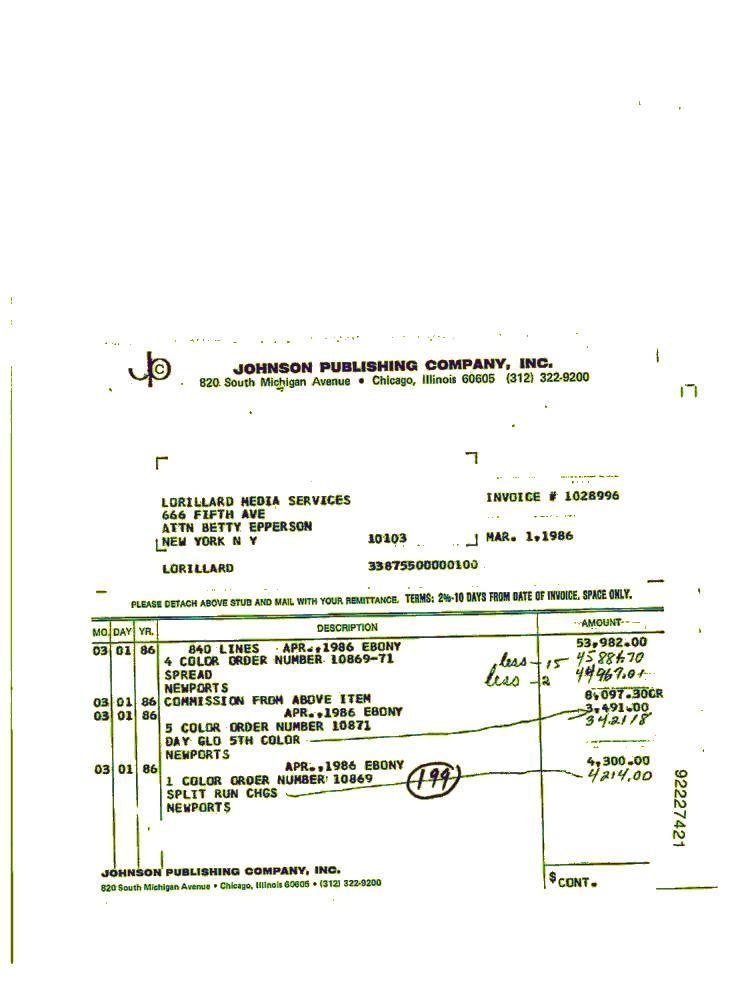 JOHNSON PUBLISHING COMPANY, INC.
820 South Michigan Avenue • Chicago, Illinois 60605 (312) 322-9200
LORILLARD MEDIA SERVICES INVOICE # 1028996
666 FIFTH AVE
ATTN BETTY EPPERSON
NEW YORK N Y 10103 MAR. 1,1986
LORILLARD 33875500000100
PLEASE DETACH ABOVE STUB AND MAIL WITH YOUR REMITTANCE. TERMS: 2%-10 DAYS FROM DATE OF INVOICE. SPACE ONLY.
MO. DAY YR. DESCRIPTION AMOUNT
03 01 86 840 LINES APR.,1986 EBONY 53,982.00
4 COLOR ORDER NUMBER 10869-71 less - 15
SPREAD less - 2 44967.01
NEWPORTS
03 01 86 COMMISSION FROM ABOVE ITEM 8,097.30CR
03 01 86 APR.,1986 EBONY 3,491.00
5 COLOR ORDER NUMBER 10871 342118
DAY GLO 5TH COLOR
NEWPORTS
03 01 86 APR.,1986 EBONY 4,300.00
1 COLOR ORDER NUMBER 10869 199 4214.00
SPLIT RUN CHGS
NEWPORTS
92227421
JOHNSON PUBLISHING COMPANY, INC.
820 South Michigan Avenue • Chicago, Illinois 60605 • (312) 322-9200
$ CONT.